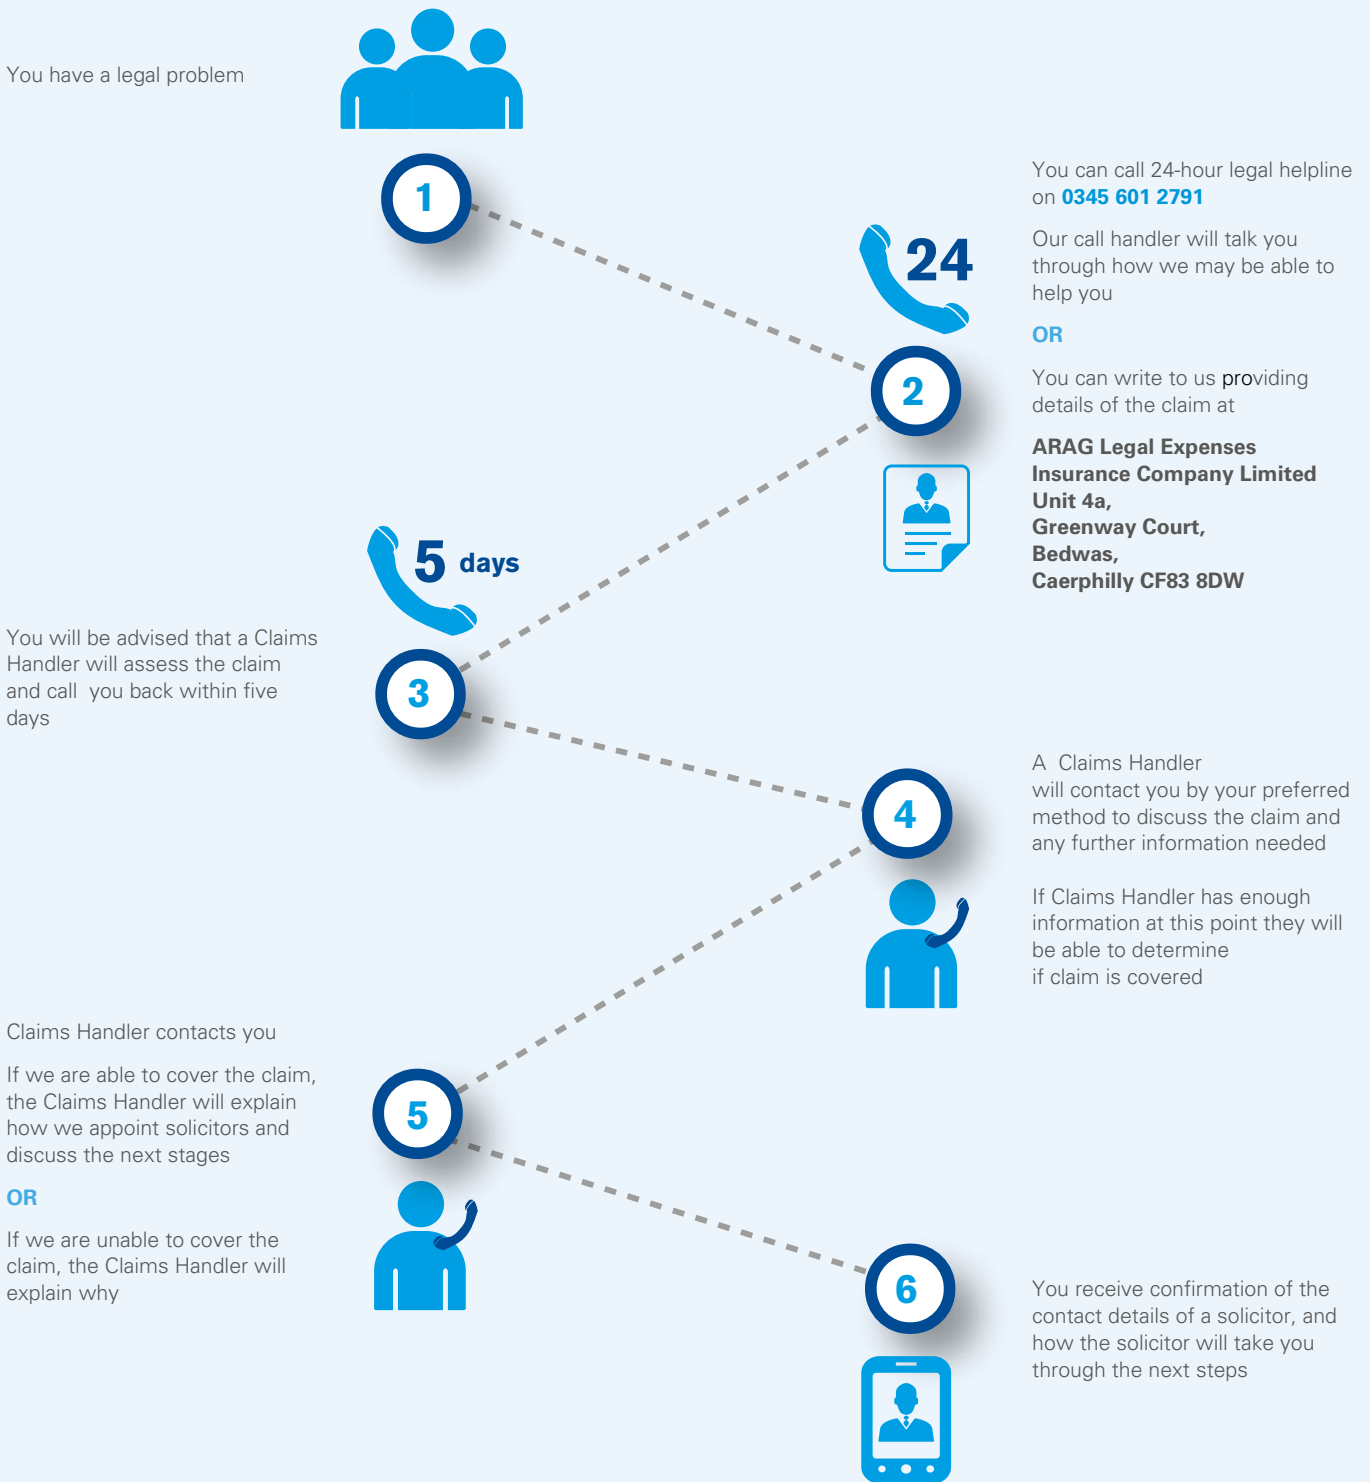 You have a legal problem
1
You can call 24-hour legal helpline
on 0345 601 2791
24
Our call handler will talk you
through how we may be able to
help you
OR
2
You can write to us providing
details of the claim at
ARAG Legal Expenses
Insurance Company Limited
Unit 4a,
Greenway Court,
Bedwas,
Caerphilly CF83 8DW
5 days
You will be advised that a Claims
Handler will assess the claim
and call  you back within five
days
3
4
A  Claims Handler
will contact you by your preferred
method to discuss the claim and
any further information needed
If Claims Handler has enough
information at this point they will
be able to determine
if claim is covered
Claims Handler contacts you
If we are able to cover the claim,
the Claims Handler will explain
how we appoint solicitors and
discuss the next stages
5
OR
If we are unable to cover the
claim, the Claims Handler will
explain why
6
You receive confirmation of the
contact details of a solicitor, and
how the solicitor will take you
through the next steps